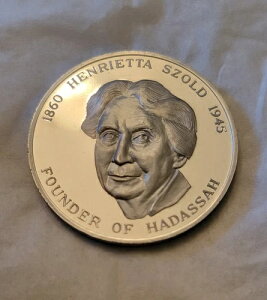 1860 HENRIETTA SZOLD 1945
FOUNDER OF HADASSAH